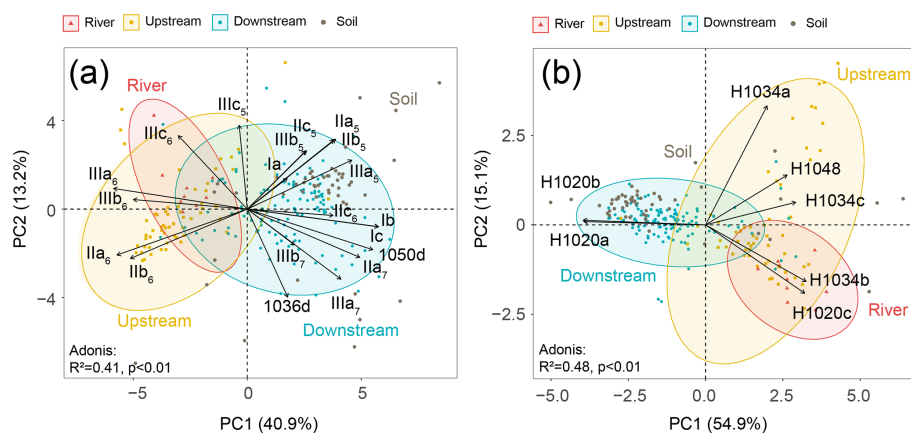 River Upstream Downstream Soil
(a)
River
Soil
IIIc5
IIIc6
IIc5
IIa5
IIIb5
IIb5
Ia
IIIa5
IIIa6
IIIb6
IIc6
Ib
Ic
IIa6
IIb6
IIIb7
1050d
IIa7
1036d
IIIa7
Upstream
Downstream
Adonis:
R²=0.41, p<0.01
PC2 (13.2%)
4
0
−4
−5
0
5
PC1 (40.9%)
River Upstream Downstream Soil
(b)
Upstream
H1034a
Soil
H1048
H1020b
H1034c
H1020a
Downstream
H1034b
H1020c
River
Adonis:
R²=0.48, p<0.01
PC2 (15.1%)
2.5
0.0
−2.5
−5.0
−2.5
0.0
2.5
5.0
PC1 (54.9%)